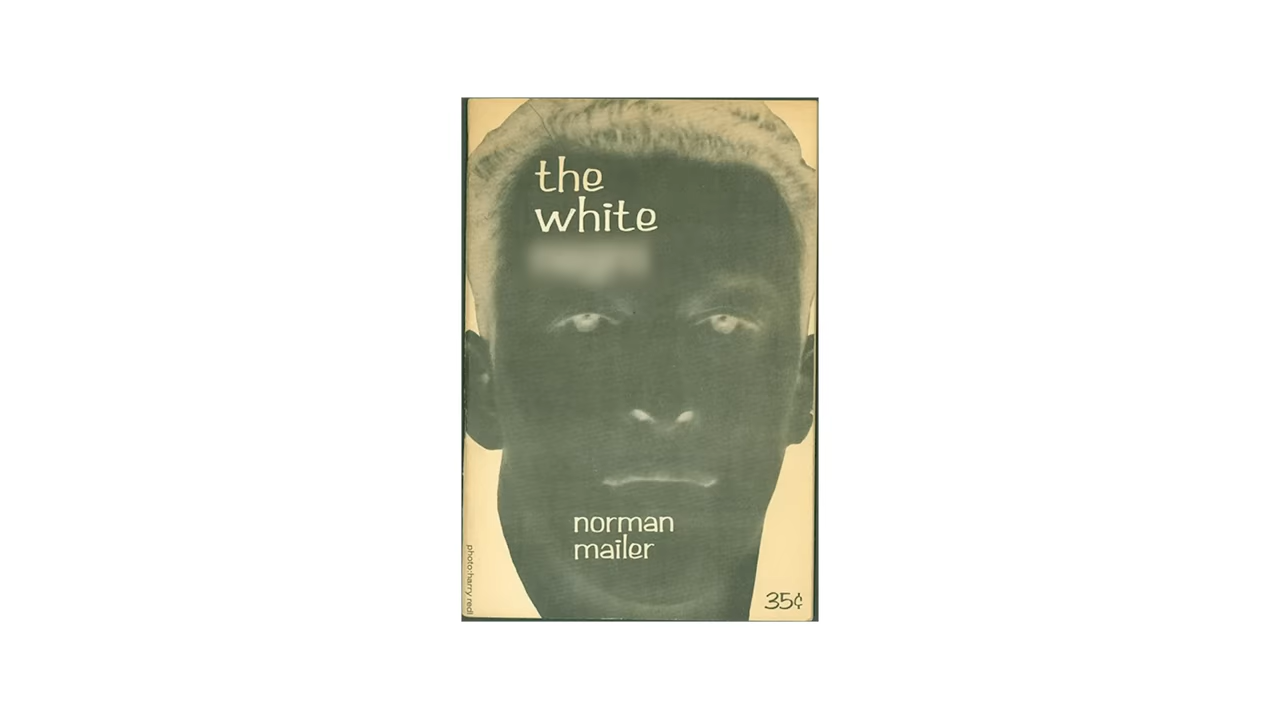 the
white
norman
mailer
35¢
photo: harry redl